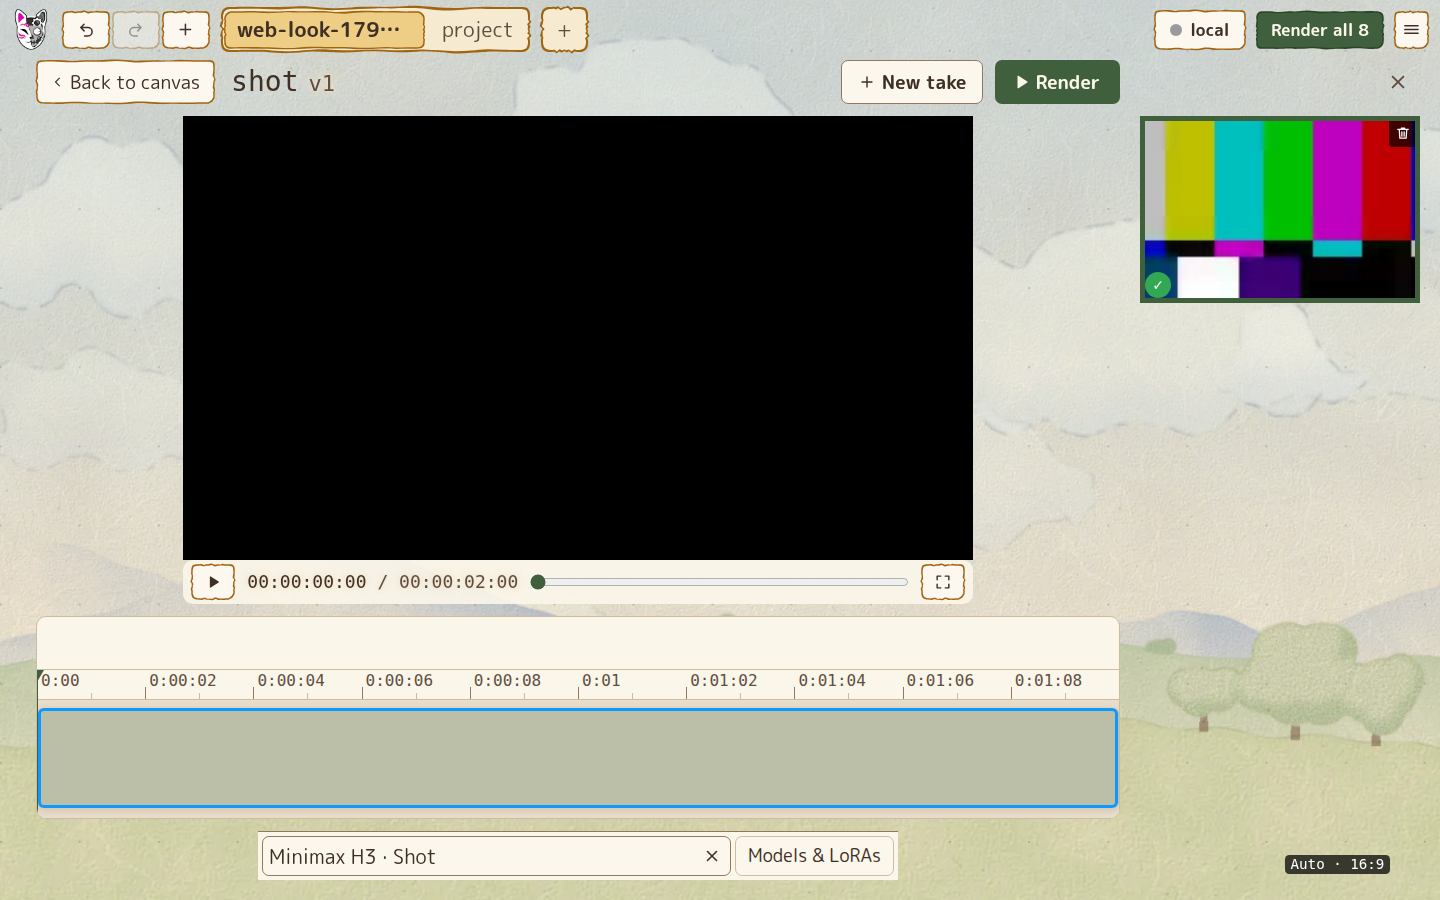 web-look-179···
project
local
Render all 8
Back to canvas
shot v1
New take
Render
00:00:00:00 / 00:00:02:00
0:00
0:00:02
0:00:04
0:00:06
0:00:08
0:01
0:01:02
0:01:04
0:01:06
0:01:08
Minimax H3 · Shot
Models & LoRAs
Auto · 16:9